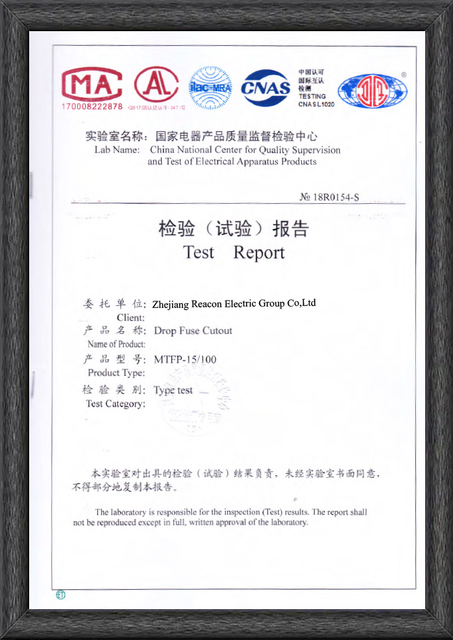 MA
AL
ilac-MRA
CNAS
中国认可
国际互认
检测
TESTING
CNAS L1020
170008222878
实验室名称：国家电器产品质量监督检验中心
Lab Name: China National Center for Quality Supervision
and Test of Electrical Apparatus Products
№ 18R0154-S
检验（试验）报告
Test Report
委托单位：Zhejiang Reacon Electric Group Co,Ltd
Client:
产品名称：Drop Fuse Cutout
Name of Product:
产品型号：MTFP-15/100
Product Type:
检验类别：Type test
Test Category:
本实验室对出具的检验（试验）结果负责，未经实验室书面同意，
不得部分地复制本报告。
The laboratory is responsible for the inspection (Test) results. The report shall
not be reproduced except in full, written approval of the laboratory.